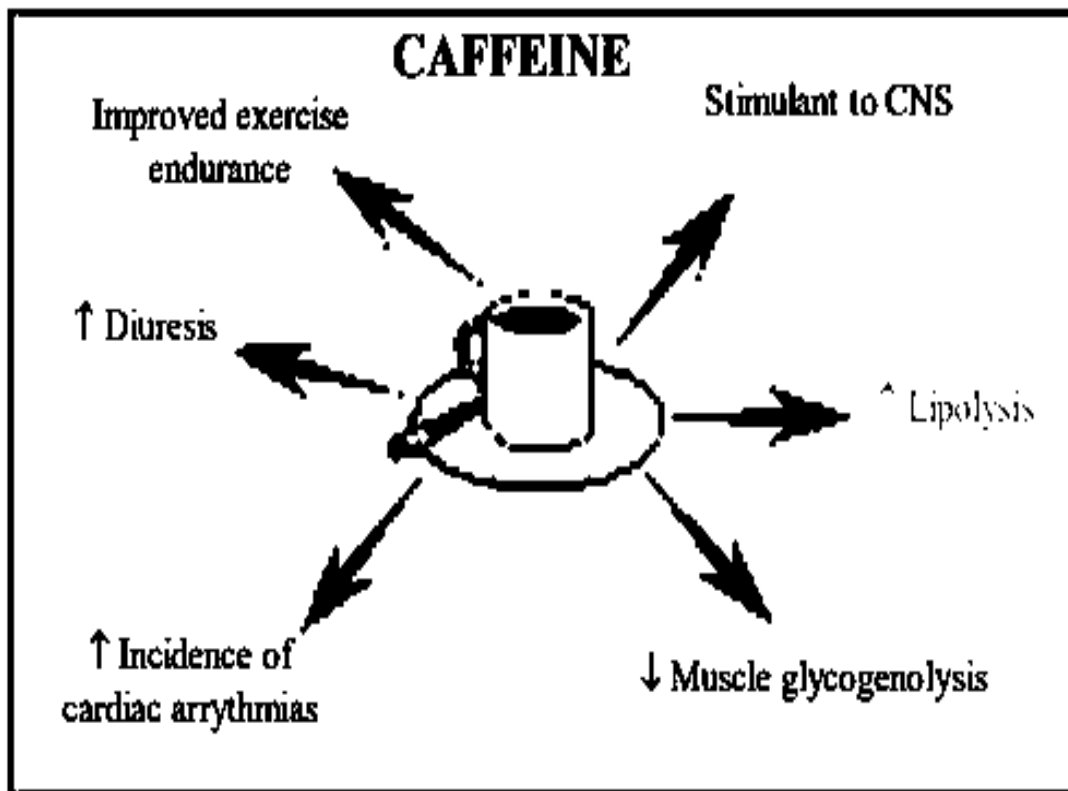 CAFFEINE
Improved exercise
endurance
Stimulant to CNS
↑ Diuresis
↑ Lipolysis
↑ Incidence of
cardiac arrythmias
↓ Muscle glycogenolysis